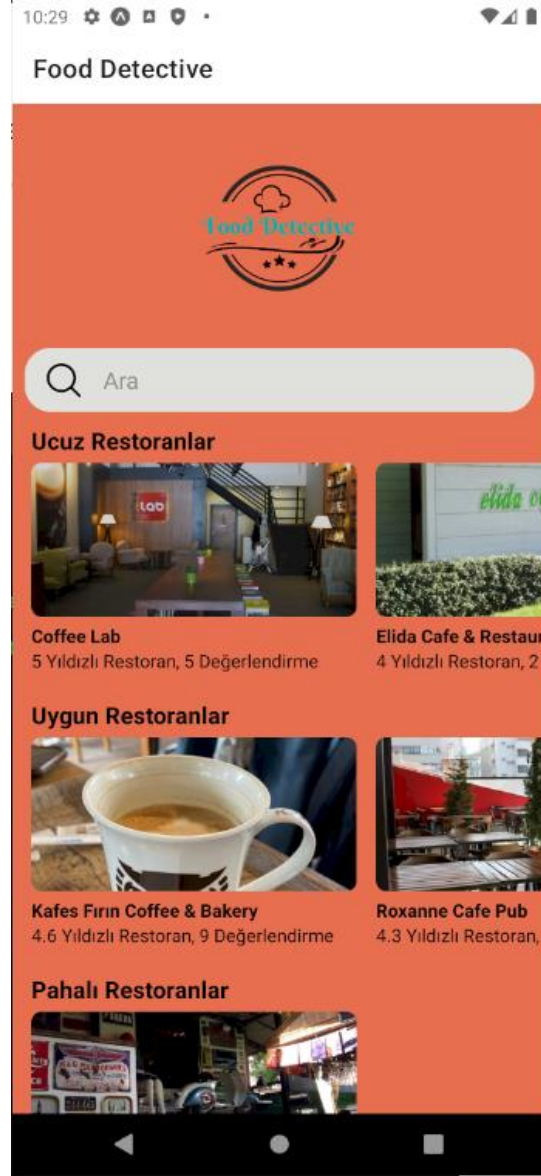 10:29
Food Detective
Food Detective
Ara
Ucuz Restoranlar
Lab
elida
Coffee Lab
Elida Cafe & Restaur
5 Yıldızlı Restoran, 5 Değerlendirme
4 Yıldızlı Restoran, 2
Uygun Restoranlar
Kafes Fırın Coffee & Bakery
Roxanne Cafe Pub
4.6 Yıldızlı Restoran, 9 Değerlendirme
4.3 Yıldızlı Restoran,
Pahalı Restoranlar